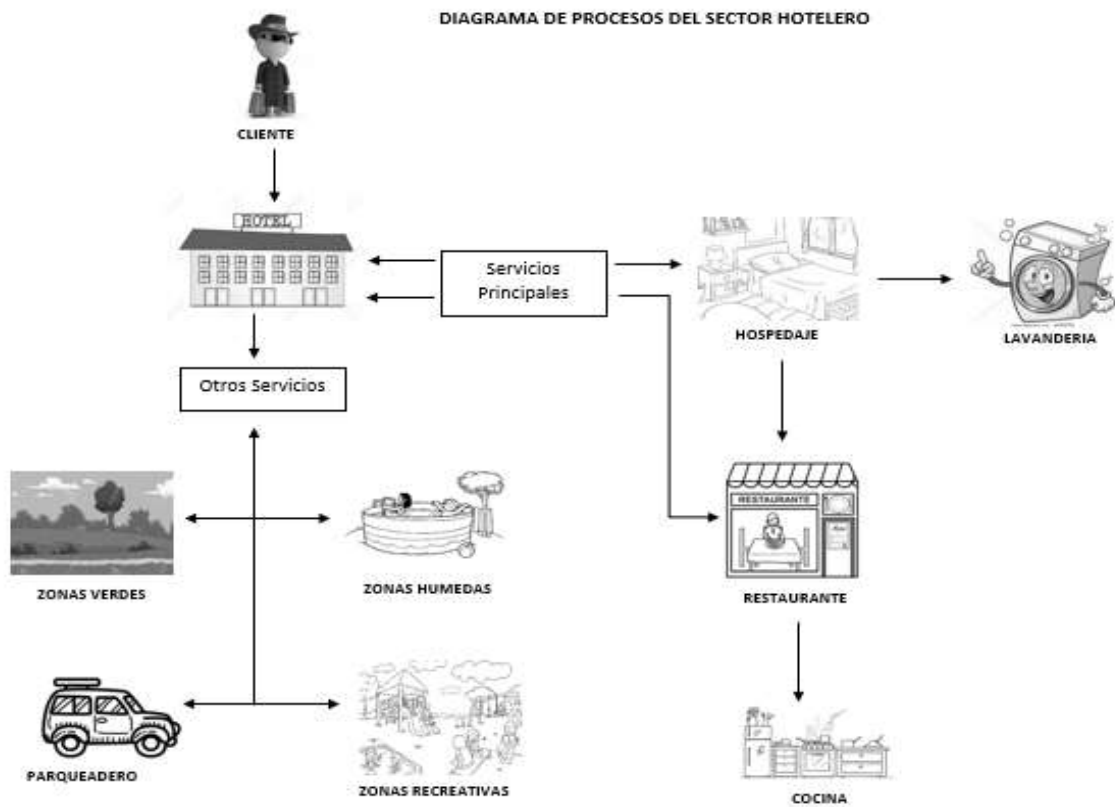 DIAGRAMA DE PROCESOS DEL SECTOR HOTELERO
CLIENTE
HOTEL
Servicios
Principales
HOSPEDAJE
LAVANDERIA
Otros Servicios
RESTAURANTE
ZONAS VERDES
ZONAS HUMEDAS
RESTAURANTE
PARQUEADERO
ZONAS RECREATIVAS
COCINA